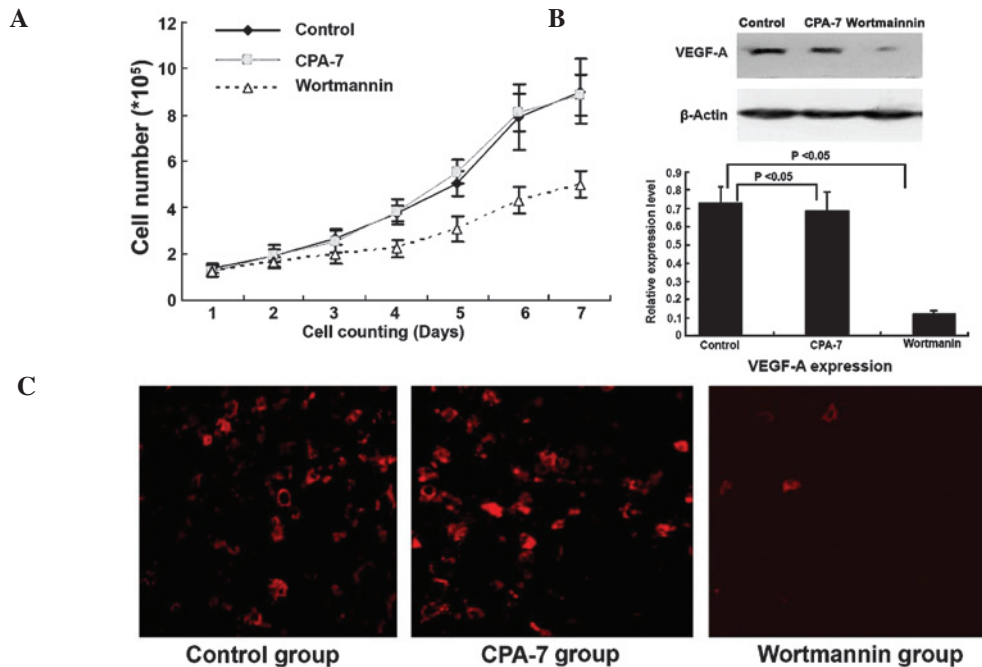 A
Cell number (*10⁵)
12
10
8
6
4
2
0
Control
CPA-7
Wortmannin
1 2 3 4 5 6 7
Cell counting (Days)
B
Control CPA-7 Wortmainnin
VEGF-A
β-Actin
P <0.05
P <0.05
Relative expression level
0.9
0.8
0.7
0.6
0.5
0.4
0.3
0.2
0.1
0
Control CPA-7 Wortmanin
VEGF-A expression
C
Control group CPA-7 group Wortmannin group